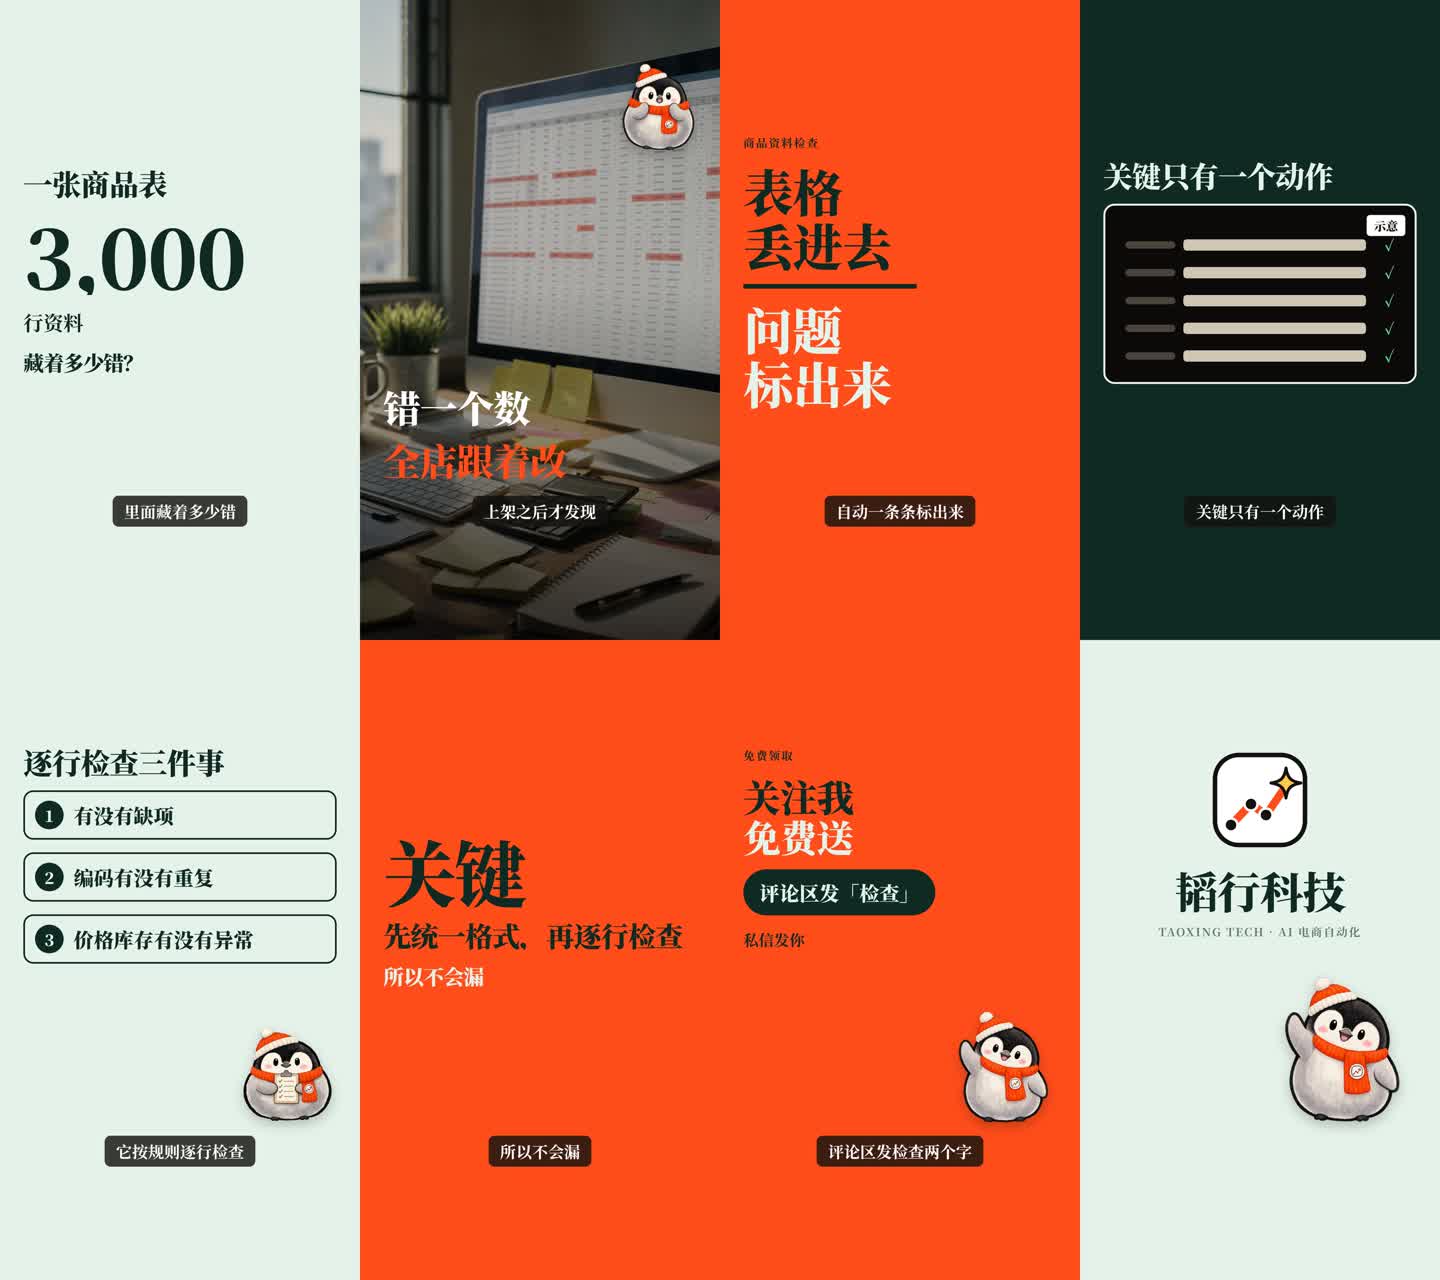 一张商品表
3,000
行资料
藏着多少错?
里面藏着多少错
错一个数
全店跟着改
上架之后才发现
商品资料检查
表格
丢进去
问题
标出来
自动一条条标出来
关键只有一个动作
示意
关键只有一个动作
逐行检查三件事
1 有没有缺项
2 编码有没有重复
3 价格库存有没有异常
它按规则逐行检查
关键
先统一格式，再逐行检查
所以不会漏
所以不会漏
免费领取
关注我
免费送
评论区发「检查」
私信发你
评论区发检查两个字
韬行科技
TAOXING TECH · AI 电商自动化